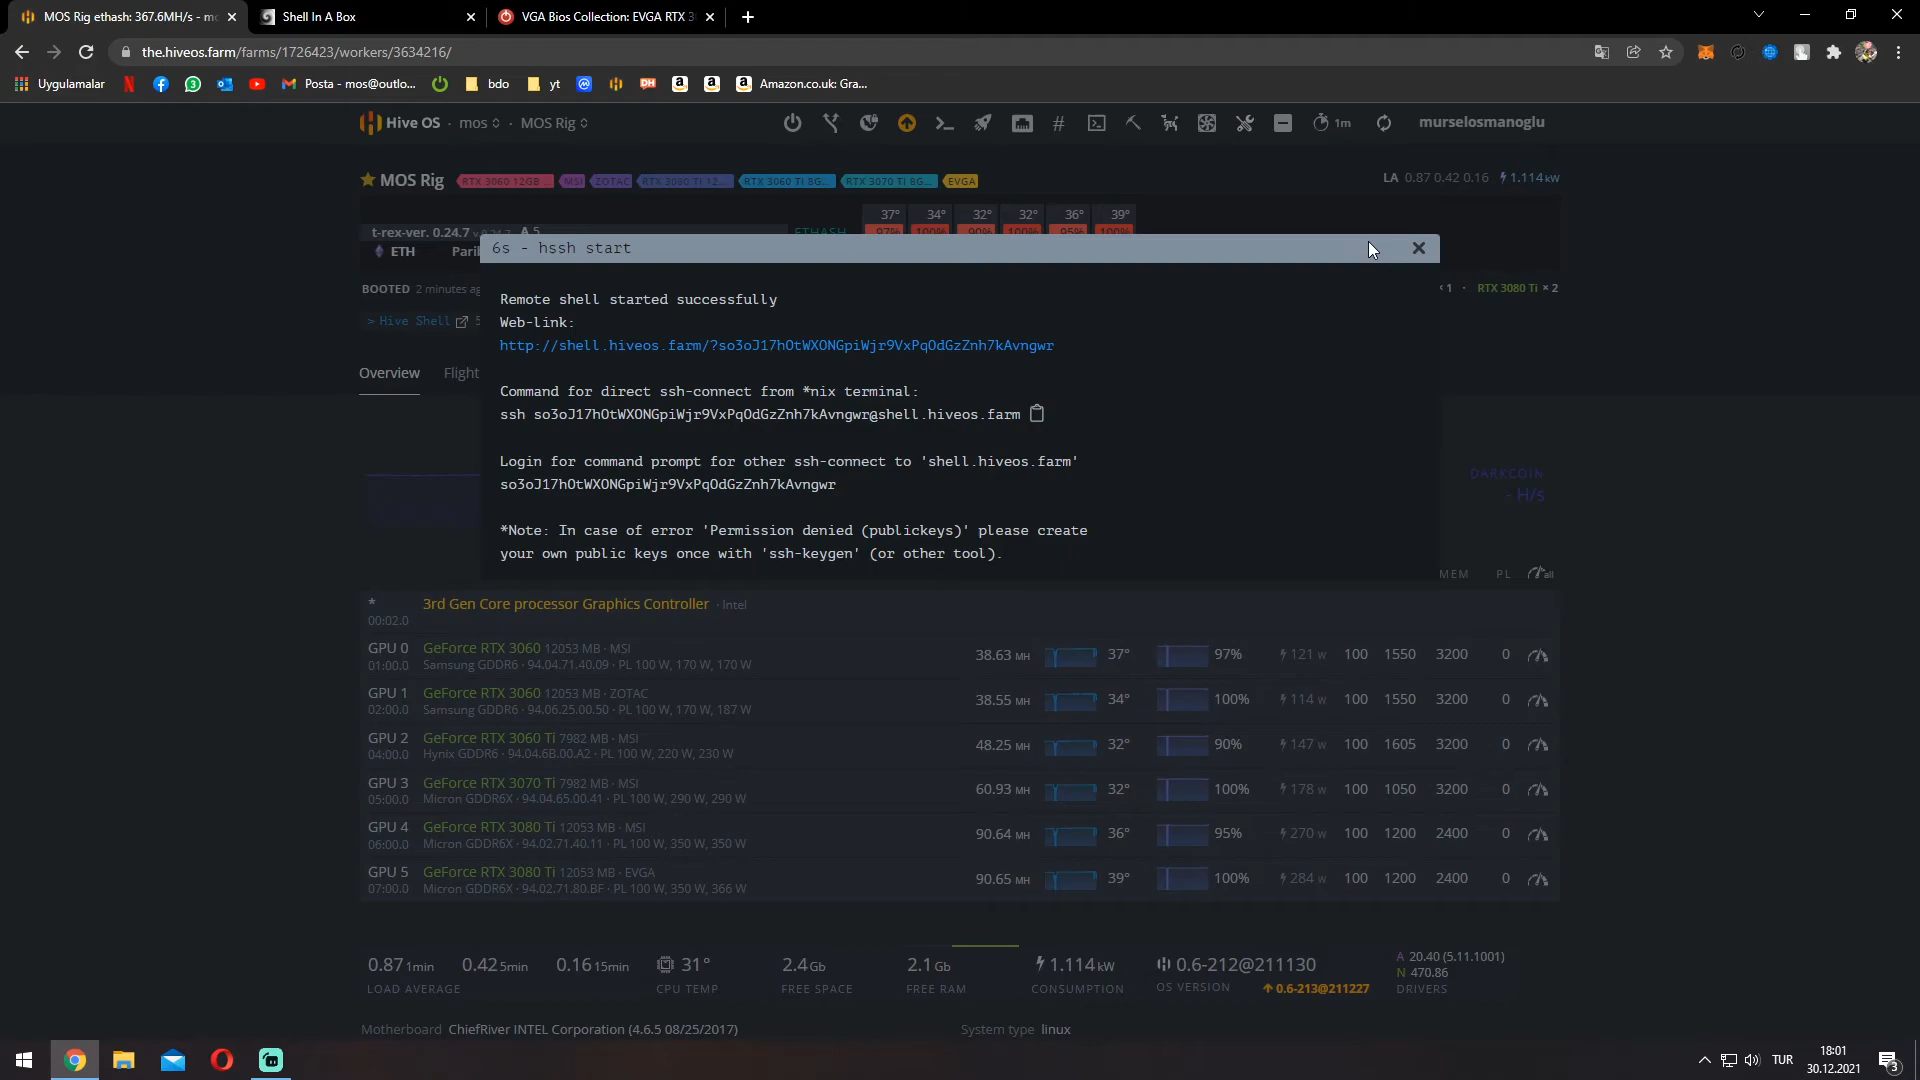 MOS Rig ethash: 367.6MH/s - mo
Shell In A Box
VGA Bios Collection: EVGA RTX 3
the.hiveos.farm/farms/1726423/workers/3634216/
Uygulamalar
Posta - mos@outlo...
bdo
yt
Amazon.co.uk: Gra...
Hive OS · mos · MOS Rig
1m
murselosmanoglu
MOS Rig
RTX 3060 12GB ...
MSI
ZOTAC
RTX 3080 TI 12...
RTX 3060 TI 8G...
RTX 3070 TI 8G...
EVGA
LA 0.87 0.42 0.16 1.114 kW
37° 34° 32° 32° 36° 39°
t-rex-ver. 0.24.7
A 5
ETHASH
97% 100% 90% 100% 95% 100%
ETH
6s - hssh start
BOOTED 2 minutes ag
1 · RTX 3080 Ti × 2
> Hive Shell
Remote shell started successfully
Web-link:
http://shell.hiveos.farm/?so3oJ17hOtWXONGpiWjr9VxPqOdGzZnh7kAvngwr
Overview
Flight
Command for direct ssh-connect from *nix terminal:
ssh so3oJ17hOtWXONGpiWjr9VxPqOdGzZnh7kAvngwr@shell.hiveos.farm
Login for command prompt for other ssh-connect to 'shell.hiveos.farm'
so3oJ17hOtWXONGpiWjr9VxPqOdGzZnh7kAvngwr
DARKCOIN
- H/s
*Note: In case of error 'Permission denied (publickeys)' please create
your own public keys once with 'ssh-keygen' (or other tool).
MEM PL all
* 3rd Gen Core processor Graphics Controller · Intel
00:02.0
GPU 0 GeForce RTX 3060 12053 MB · MSI 38.63 MH 37° 97% 121 W 100 1550 3200 0
01:00.0 Samsung GDDR6 · 94.04.71.40.09 · PL 100 W, 170 W, 170 W
GPU 1 GeForce RTX 3060 12053 MB · ZOTAC 38.55 MH 34° 100% 114 W 100 1550 3200 0
02:00.0 Samsung GDDR6 · 94.06.25.00.50 · PL 100 W, 170 W, 187 W
GPU 2 GeForce RTX 3060 Ti 7982 MB · MSI 48.25 MH 32° 90% 147 W 100 1605 3200 0
04:00.0 Hynix GDDR6 · 94.04.6B.00.A2 · PL 100 W, 220 W, 230 W
GPU 3 GeForce RTX 3070 Ti 7982 MB · MSI 60.93 MH 32° 100% 178 W 100 1050 3200 0
05:00.0 Micron GDDR6X · 94.04.65.00.41 · PL 100 W, 290 W, 290 W
GPU 4 GeForce RTX 3080 Ti 12053 MB · MSI 90.64 MH 36° 95% 270 W 100 1200 2400 0
06:00.0 Micron GDDR6X · 94.02.71.40.11 · PL 100 W, 350 W, 350 W
GPU 5 GeForce RTX 3080 Ti 12053 MB · EVGA 90.65 MH 39° 100% 284 W 100 1200 2400 0
07:00.0 Micron GDDR6X · 94.02.71.80.BF · PL 100 W, 350 W, 366 W
0.87 1min 0.42 5min 0.16 15min 31° 2.4 Gb 2.1 Gb 1.114 kW 0.6-212@211130 A 20.40 (5.11.1001)
N 470.86
LOAD AVERAGE CPU TEMP FREE SPACE FREE RAM CONSUMPTION OS VERSION 0.6-213@211227 DRIVERS
Motherboard ChiefRiver INTEL Corporation (4.6.5 08/25/2017) System type linux
TUR
18:01
30.12.2021
3